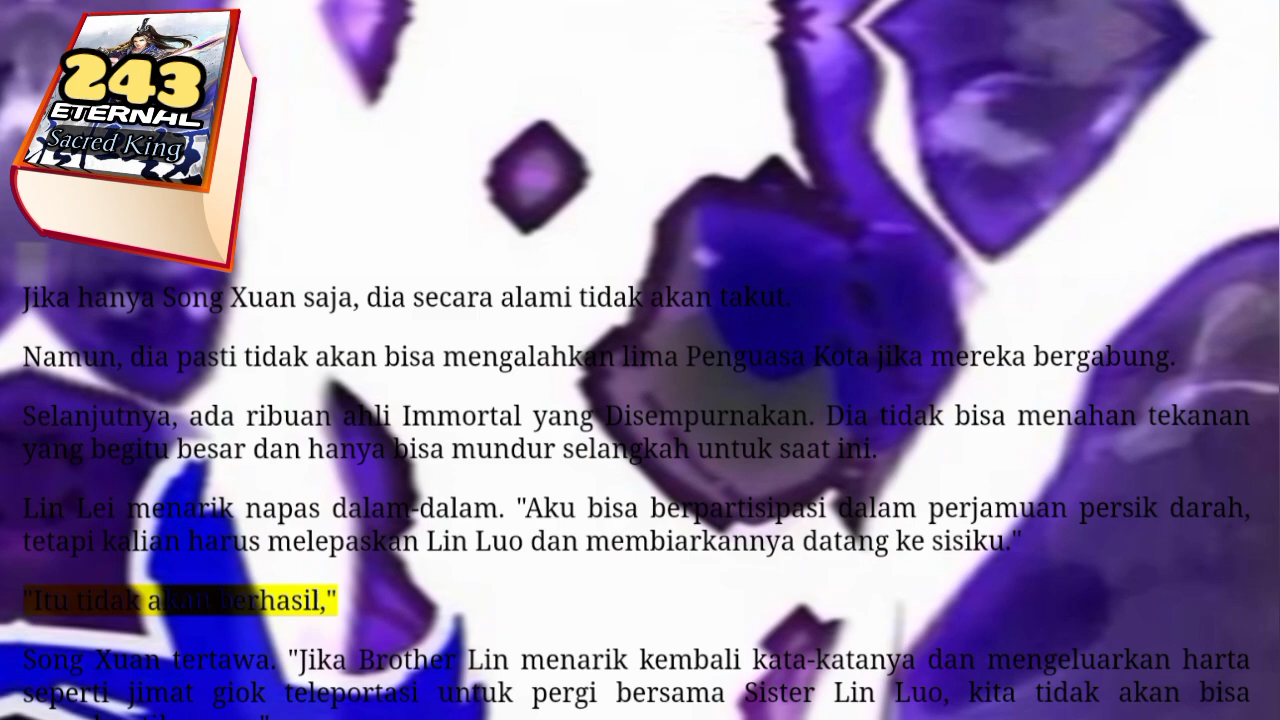 243
ETERNAL
Sacred King
Jika hanya Song Xuan saja, dia secara alami tidak akan takut.
Namun, dia pasti tidak akan bisa mengalahkan lima Penguasa Kota jika mereka bergabung.
Selanjutnya, ada ribuan ahli Immortal yang Disempurnakan. Dia tidak bisa menahan tekanan
yang begitu besar dan hanya bisa mundur selangkah untuk saat ini.
Lin Lei menarik napas dalam-dalam. "Aku bisa berpartisipasi dalam perjamuan persik darah,
tetapi kalian harus melepaskan Lin Luo dan membiarkannya datang ke sisiku."
"Itu tidak akan berhasil,"
Song Xuan tertawa. "Jika Brother Lin menarik kembali kata-katanya dan mengeluarkan harta
seperti jimat giok teleportasi untuk pergi bersama Sister Lin Luo, kita tidak akan bisa